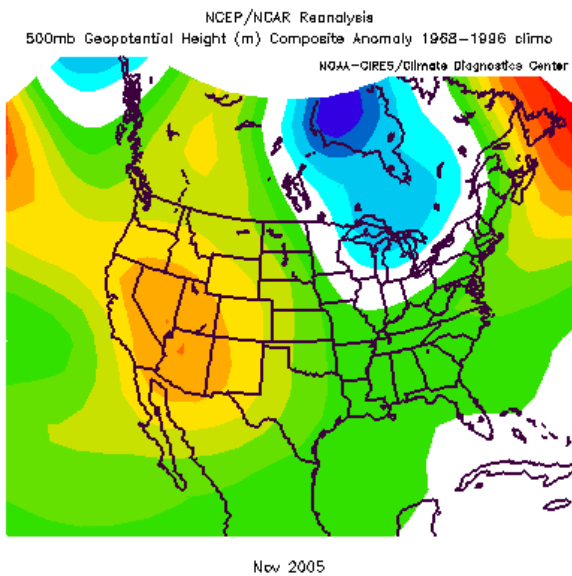 NCEP/NCAR Reanalysis
500mb Geopotential Height (m) Composite Anomaly 1968-1996 climo
NOAA-CIRES/Climate Diagnostics Center
Nov 2005